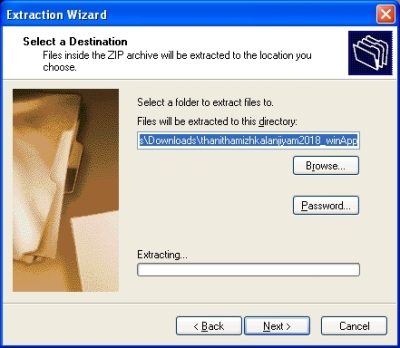 Extraction Wizard
Select a Destination
Files inside the ZIP archive will be extracted to the location you
choose.
Select a folder to extract files to.
Files will be extracted to this directory:
s\Downloads\thanithamizhkalanjiyam2018_winApp
Browse...
Password...
Extracting...
< Back
Next >
Cancel